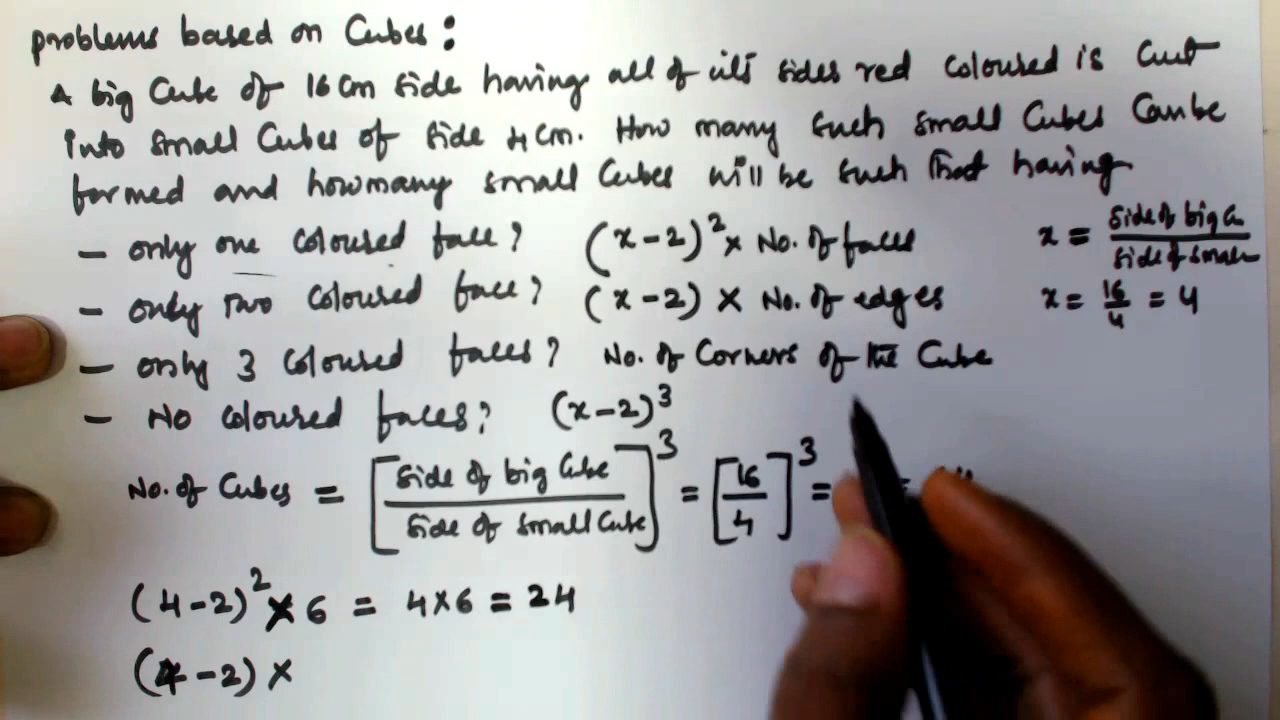 problems based on Cubes:
A big Cube of 16 Cm side having all of its sides red coloured is Cut
into small Cubes of side 4 Cm. How many such small Cubes Can be
formed and how many small Cubes will be such that having
- only one coloured face? (x-2)² x No. of faces
x = side of big Cu / side of small
- only Two coloured face? (x-2) X No. of edges
x = 16/4 = 4
- only 3 coloured faces? No. of Corners of the Cube
- No coloured faces? (x-2)³
No. of Cubes = [side of big Cube / side of small Cube]³ = [16/4]³ =
(4-2)² x 6 = 4x6 = 24
(4-2) x